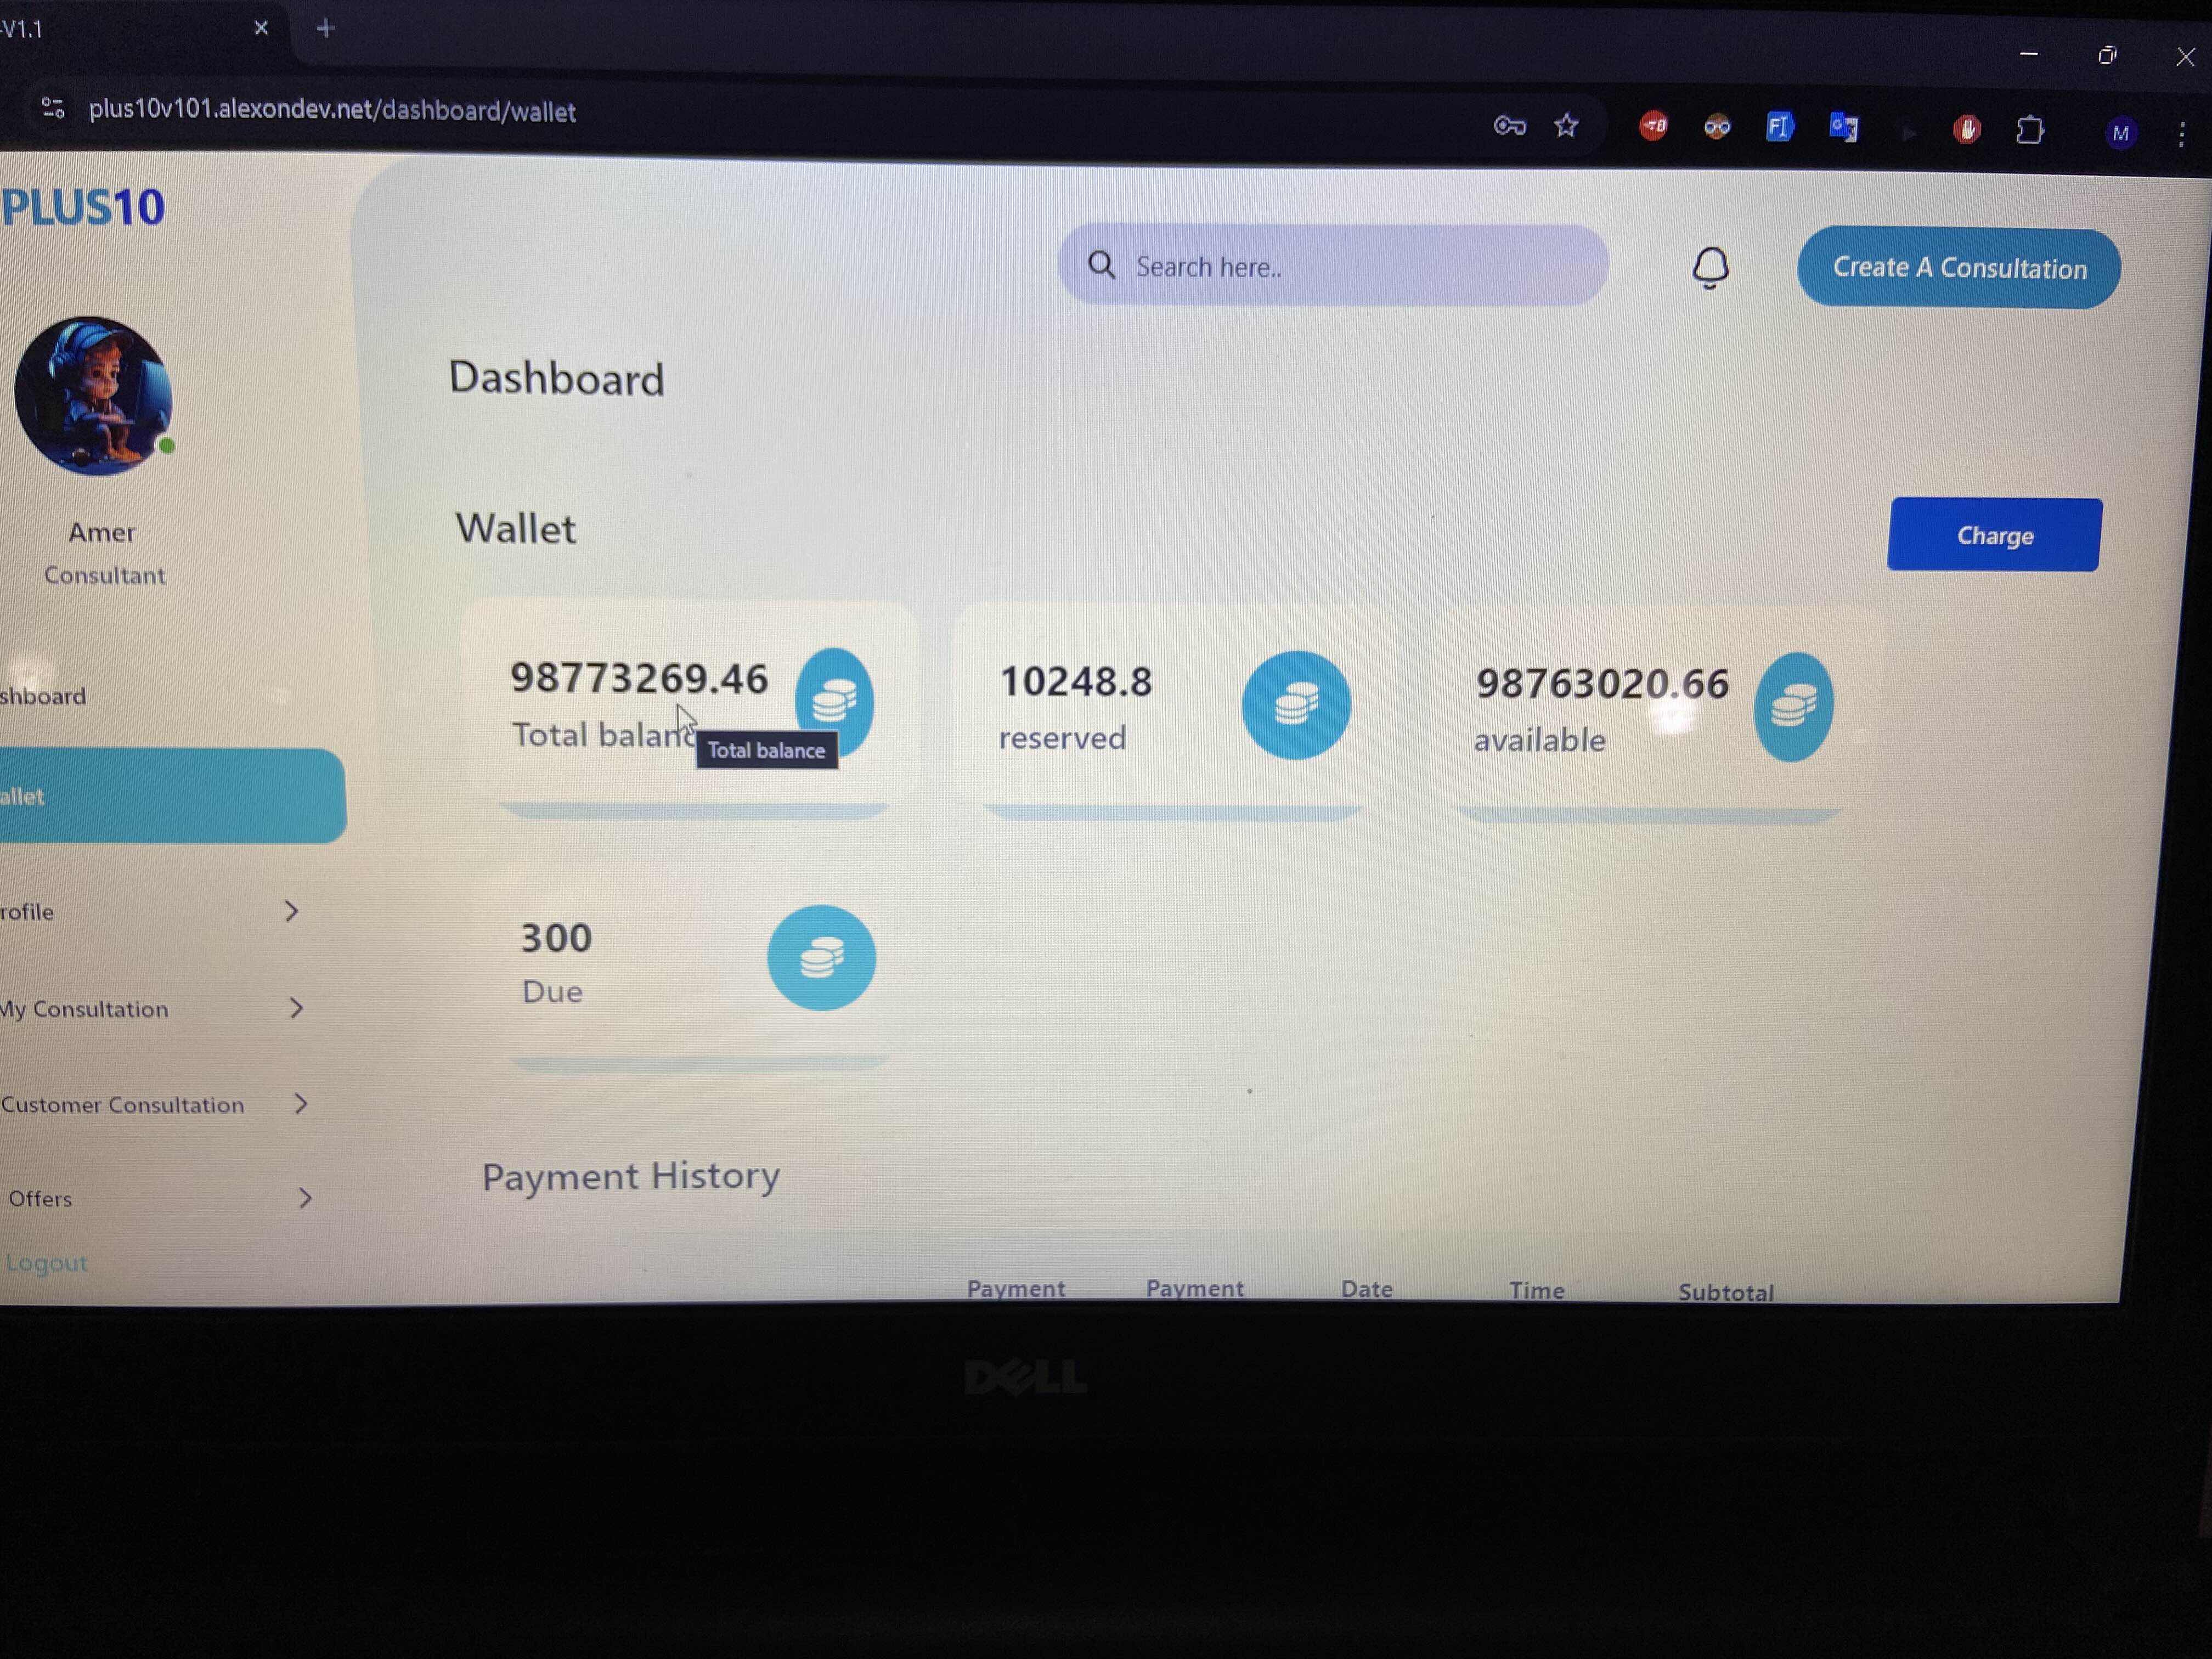 -V1.1
plus10v101.alexondev.net/dashboard/wallet
M
PLUS10
Search here..
Create A Consultation
Amer
Consultant
shboard
allet
rofile
My Consultation
Customer Consultation
Offers
Logout
Dashboard
Wallet
Charge
98773269.46
Total balanc
Total balance
10248.8
reserved
98763020.66
available
300
Due
Payment History
Payment Payment Date Time Subtotal
DELL